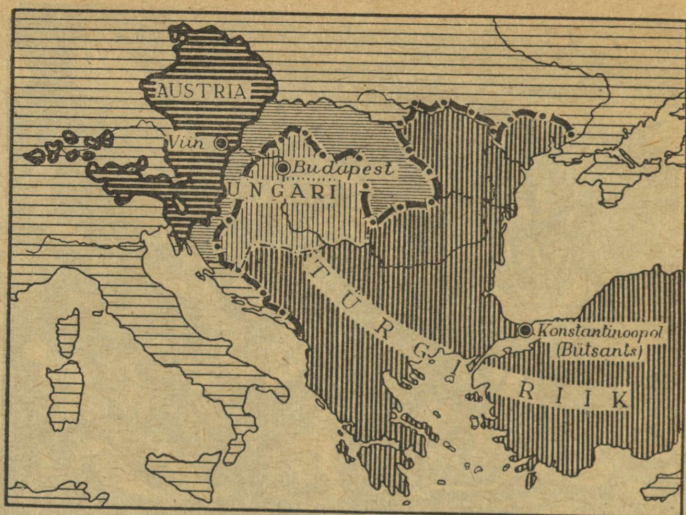 AUSTRIA
Viin
Budapest
UNGARI
TURGI RIIK
Konstantinoopol
(Bütsants)